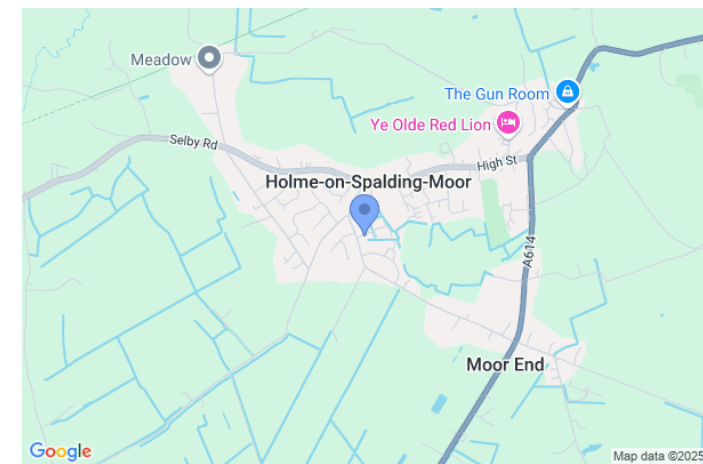 Meadow
The Gun Room
Ye Olde Red Lion
Selby Rd
High St
Holme-on-Spalding-Moor
A614
Moor End
Google
Map data ©2025